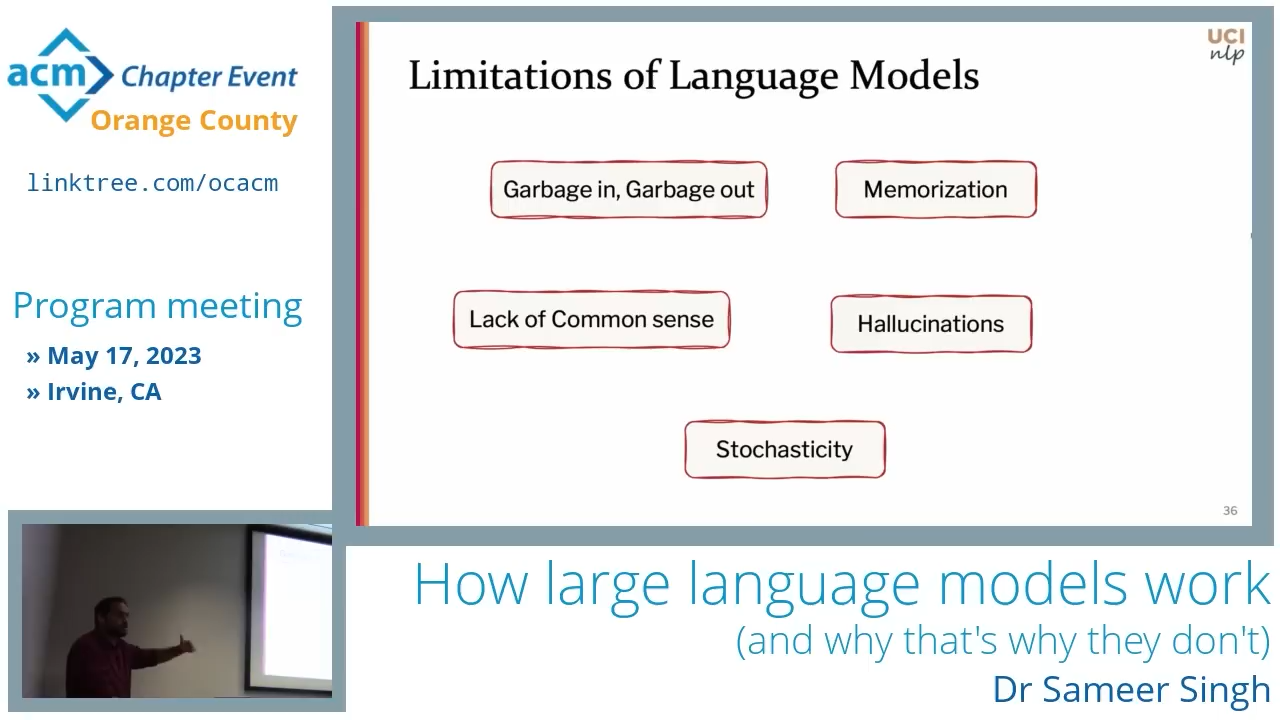 acm Chapter Event
Orange County
linktree.com/ocacm
Program meeting
» May 17, 2023
» Irvine, CA
UCI
nlp
Limitations of Language Models
Garbage in, Garbage out
Memorization
Lack of Common sense
Hallucinations
Stochasticity
36
How large language models work
(and why that's why they don't)
Dr Sameer Singh